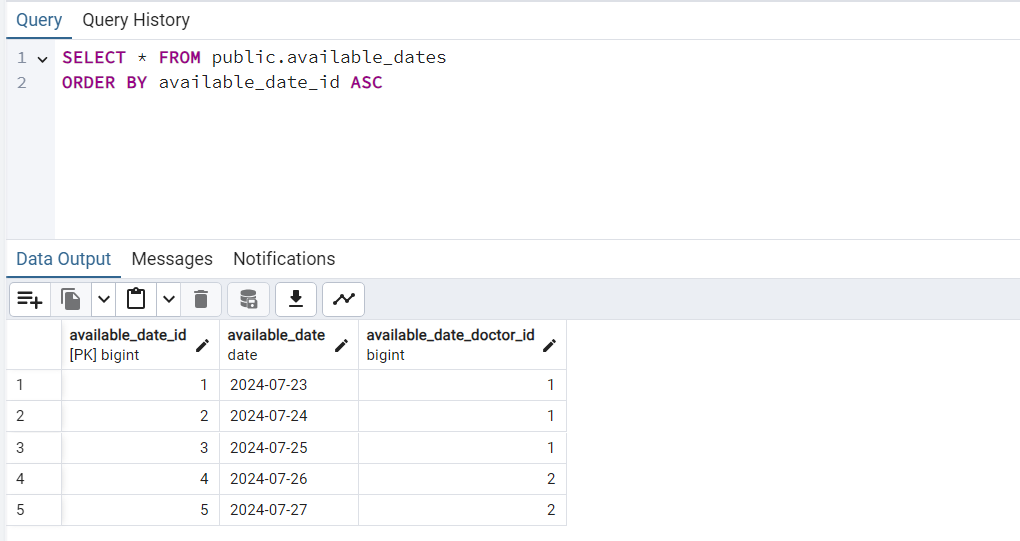 Query Query History
1 SELECT * FROM public.available_dates
2 ORDER BY available_date_id ASC
Data Output Messages Notifications
available_date_id available_date available_date_doctor_id
[PK] bigint date bigint
1 1 2024-07-23 1
2 2 2024-07-24 1
3 3 2024-07-25 1
4 4 2024-07-26 2
5 5 2024-07-27 2